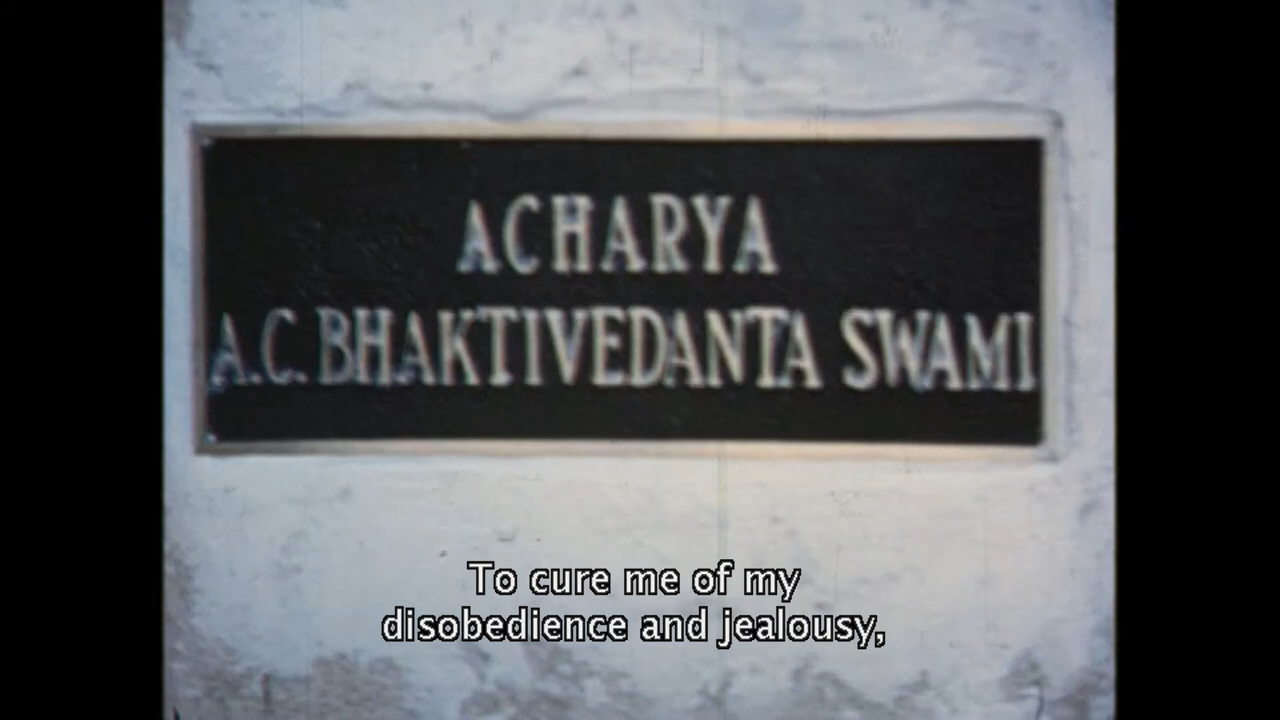 ACHARYA
A.C. BHAKTIVEDANTA SWAMI
To cure me of my
disobedience and jealousy,